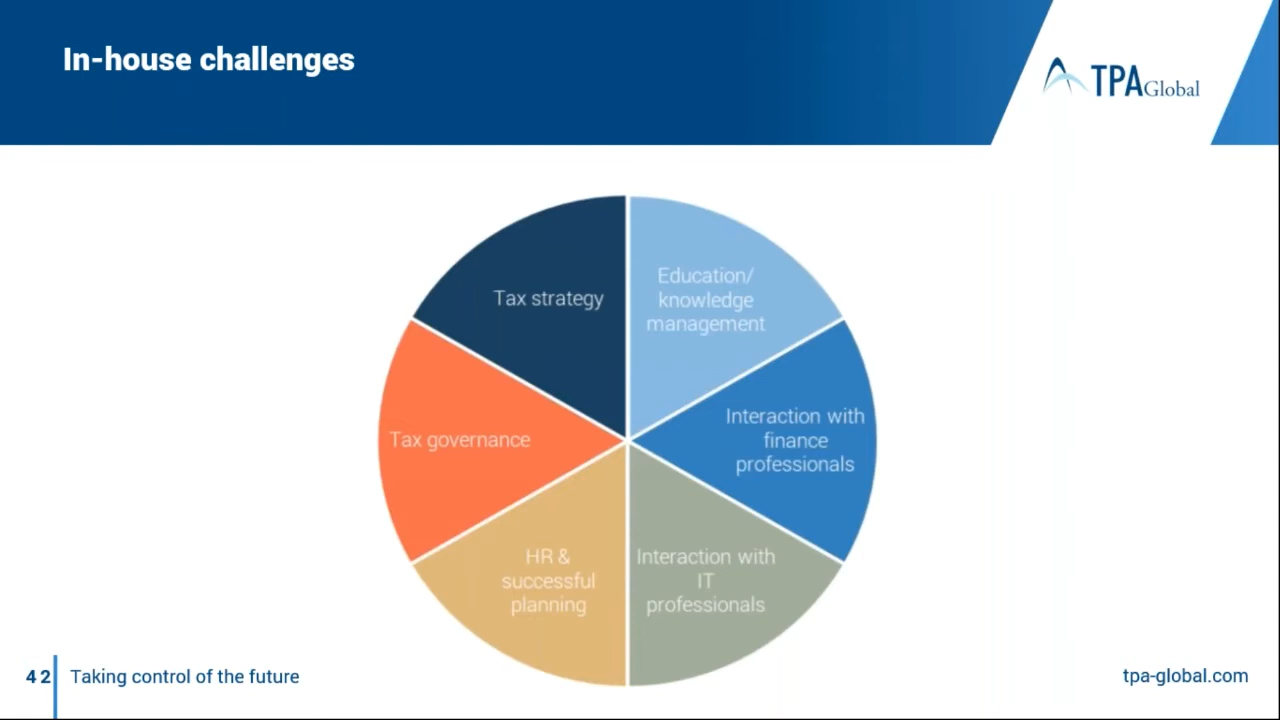 In-house challenges
TPA Global
Tax strategy
Education/
knowledge
management
Tax governance
Interaction with
finance
professionals
HR &
successful
planning
Interaction with
IT
professionals
42
Taking control of the future
tpa-global.com